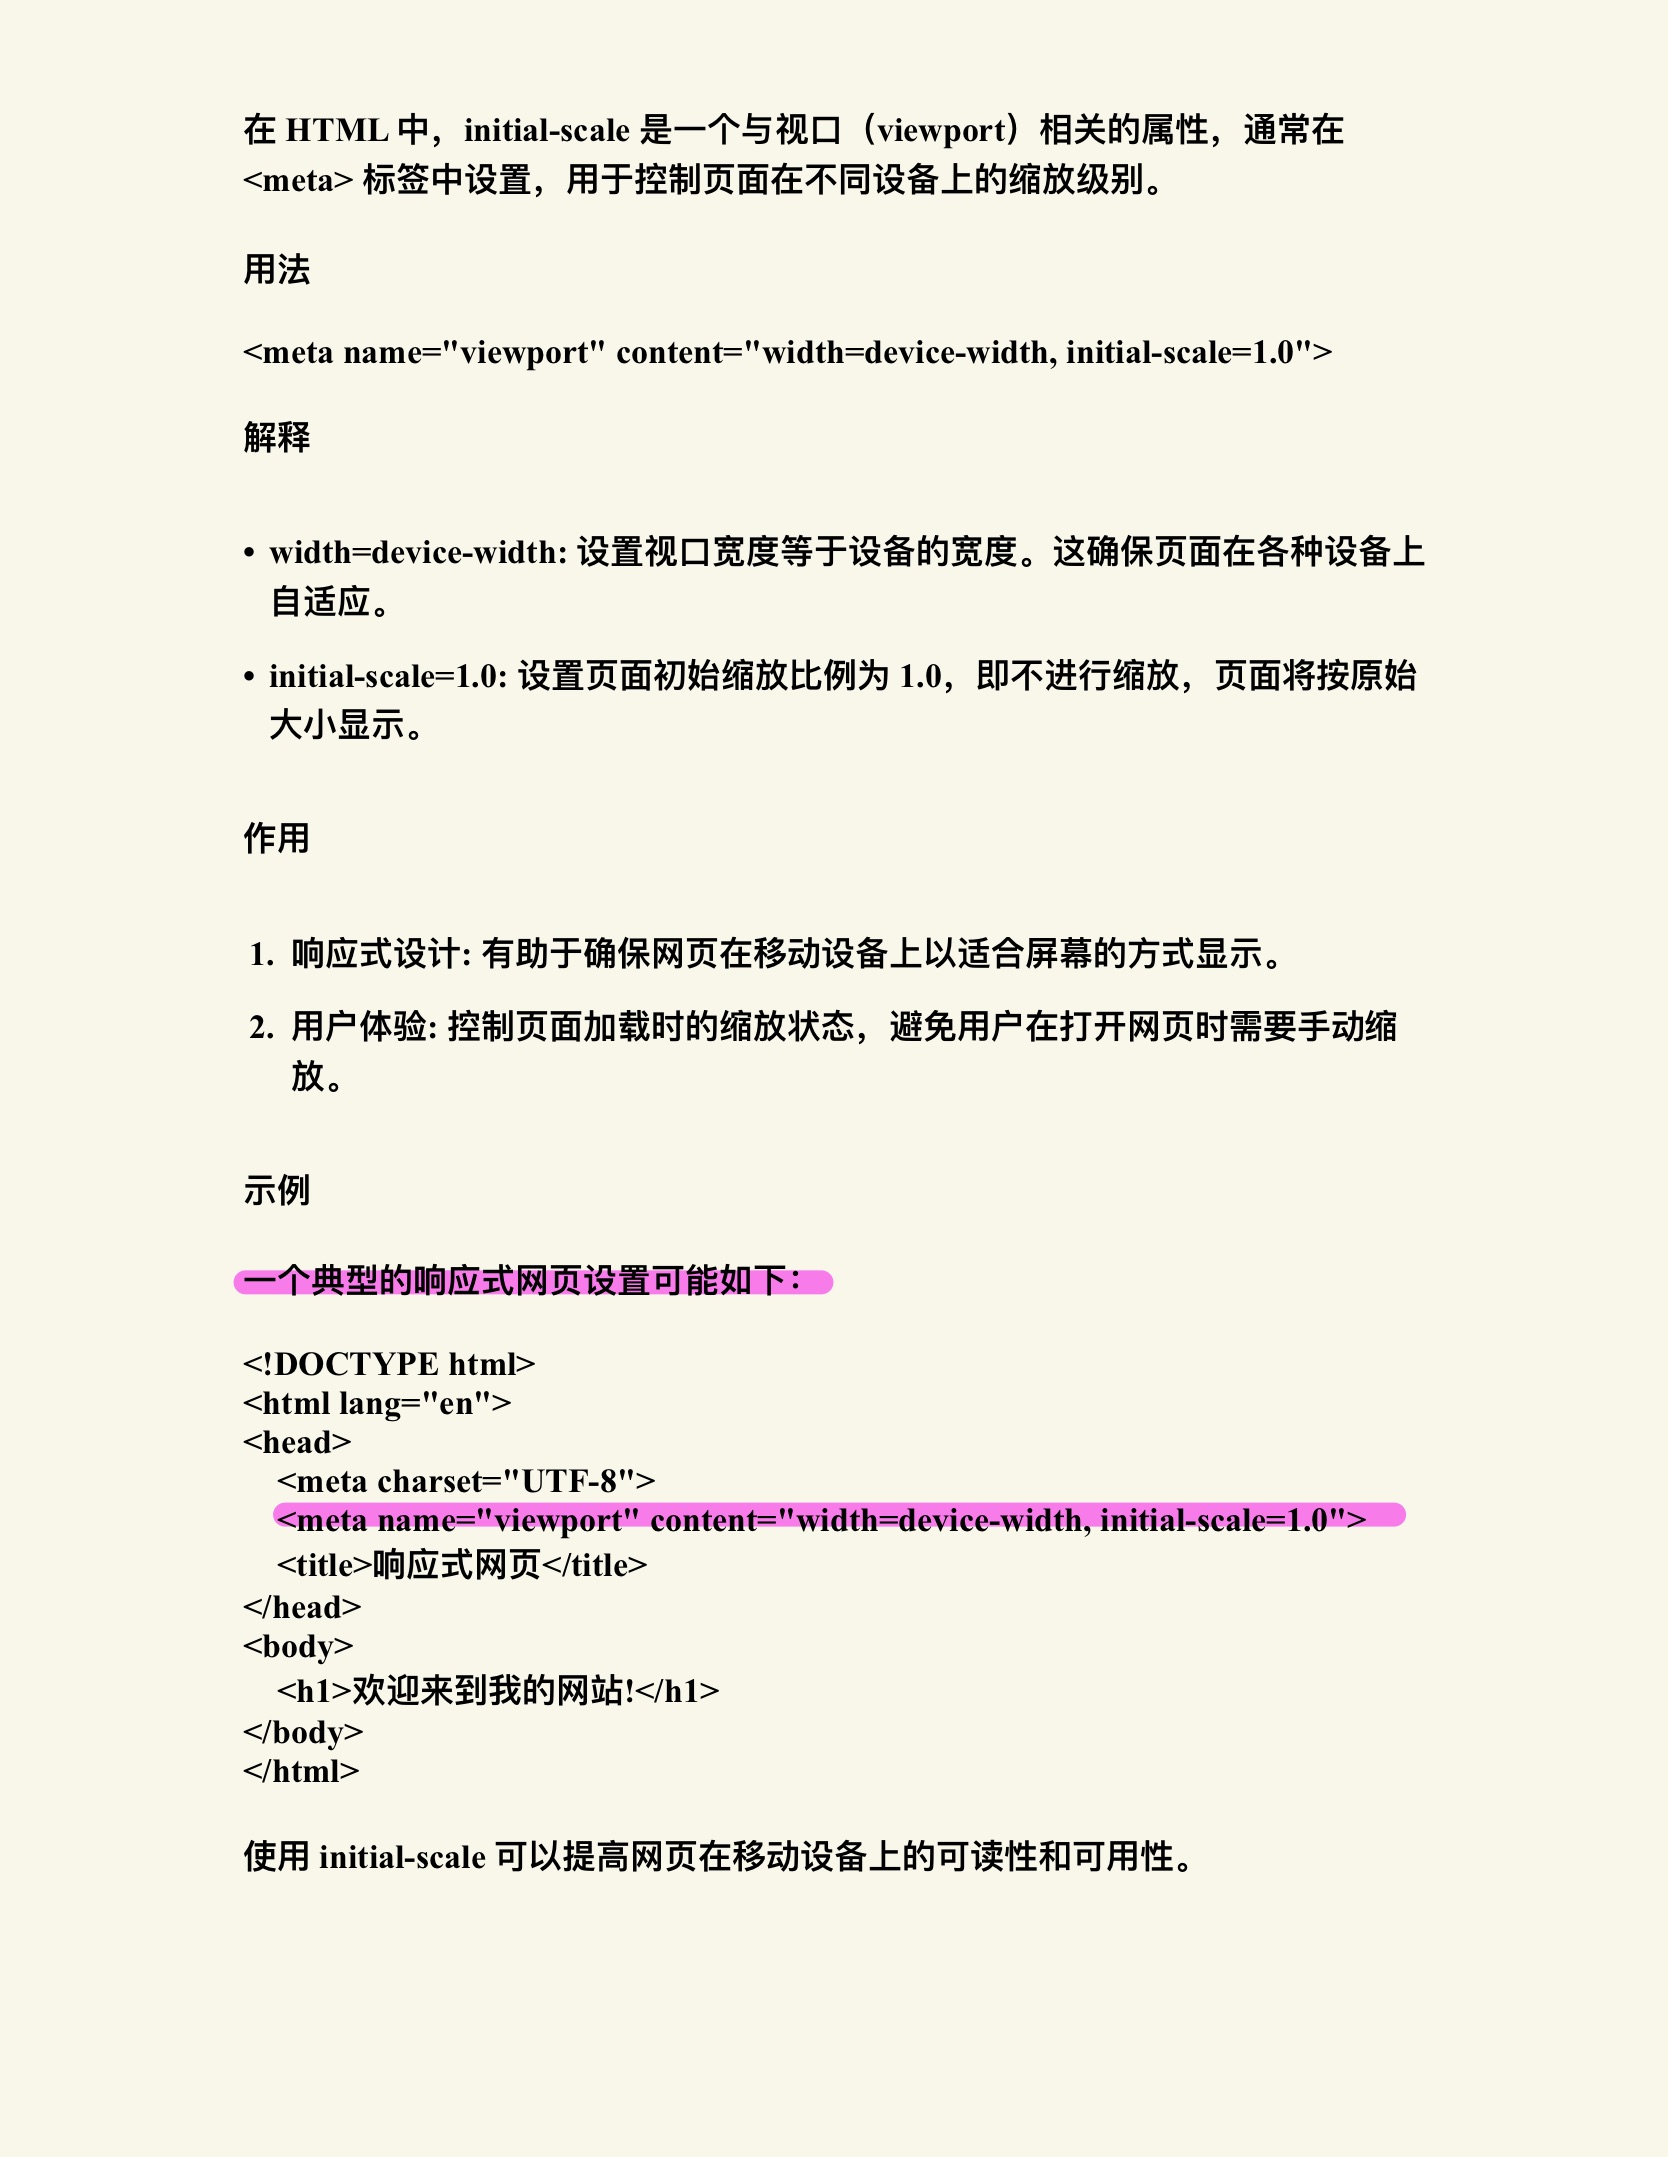 在 HTML 中，initial-scale 是一个与视口（viewport）相关的属性，通常在
<meta> 标签中设置，用于控制页面在不同设备上的缩放级别。
用法
<meta name="viewport" content="width=device-width, initial-scale=1.0">
解释
• width=device-width: 设置视口宽度等于设备的宽度。这确保页面在各种设备上
自适应。
• initial-scale=1.0: 设置页面初始缩放比例为 1.0，即不进行缩放，页面将按原始
大小显示。
作用
1. 响应式设计: 有助于确保网页在移动设备上以适合屏幕的方式显示。
2. 用户体验: 控制页面加载时的缩放状态，避免用户在打开网页时需要手动缩
放。
示例
一个典型的响应式网页设置可能如下：
<!DOCTYPE html>
<html lang="en">
<head>
    <meta charset="UTF-8">
    <meta name="viewport" content="width=device-width, initial-scale=1.0">
    <title>响应式网页</title>
</head>
<body>
    <h1>欢迎来到我的网站!</h1>
</body>
</html>
使用 initial-scale 可以提高网页在移动设备上的可读性和可用性。